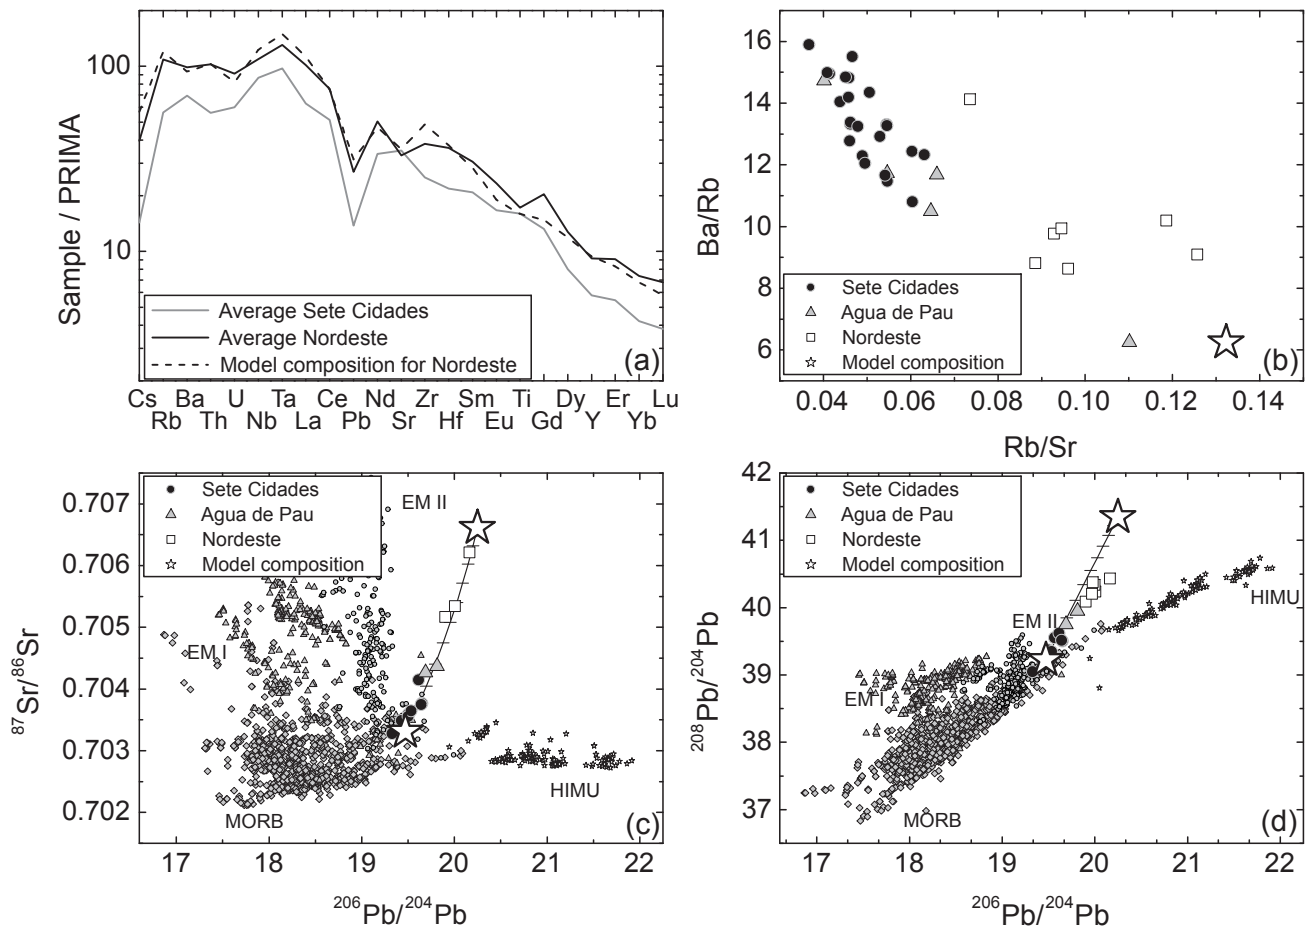 Sample / PRIMA
100
10
Average Sete Cidades
Average Nordeste
Model composition for Nordeste
(a)
Cs Ba U Ta Ce Nd Zr Sm Ti Dy Er Lu
Rb Th Nb La Pb Sr Hf Eu Gd Y Yb
Ba/Rb
16
14
12
10
8
6
Sete Cidades
Agua de Pau
Nordeste
Model composition
(b)
0.04 0.06 0.08 0.10 0.12 0.14
Rb/Sr
87Sr/86Sr
0.707
0.706
0.705
0.704
0.703
0.702
Sete Cidades
Agua de Pau
Nordeste
Model composition
EM II
EM I
HIMU
MORB
(c)
17 18 19 20 21 22
206Pb/204Pb
208Pb/204Pb
42
41
40
39
38
37
Sete Cidades
Agua de Pau
Nordeste
Model composition
HIMU
EM II
EM I
MORB
(d)
17 18 19 20 21 22
206Pb/204Pb